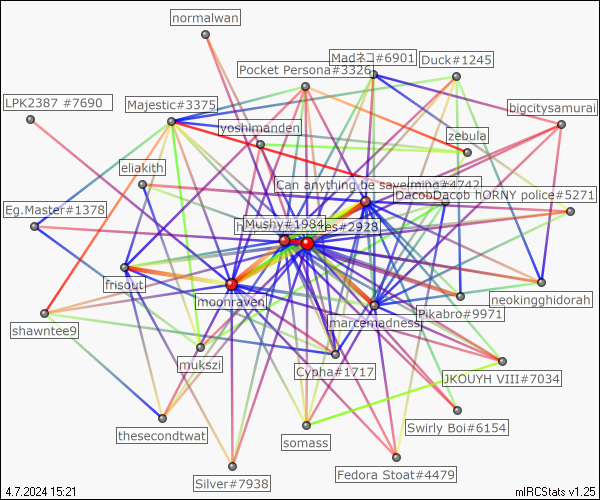 normalwan
Madネコ#6901
Duck#1245
Pocket Persona#3326
LPK2387 #7690
Majestic#3375
bigcitysamurai
yoshimanden
zebula
eliakith
Can anything be save
#4742
DacobDacob hORNY police#5271
Eg.Master#1378
Mushy#1984
es#2928
frisout
moonraven
neokingghidorah
Pikabro#9971
marcemadness
shawntee9
mukszi
Cypha#1717
JKOUYH VIII#7034
Swirly Boi#6154
thesecondtwat
somass
Fedora Stoat#4479
Silver#7938
4.7.2024 15:21
mIRCStats v1.25